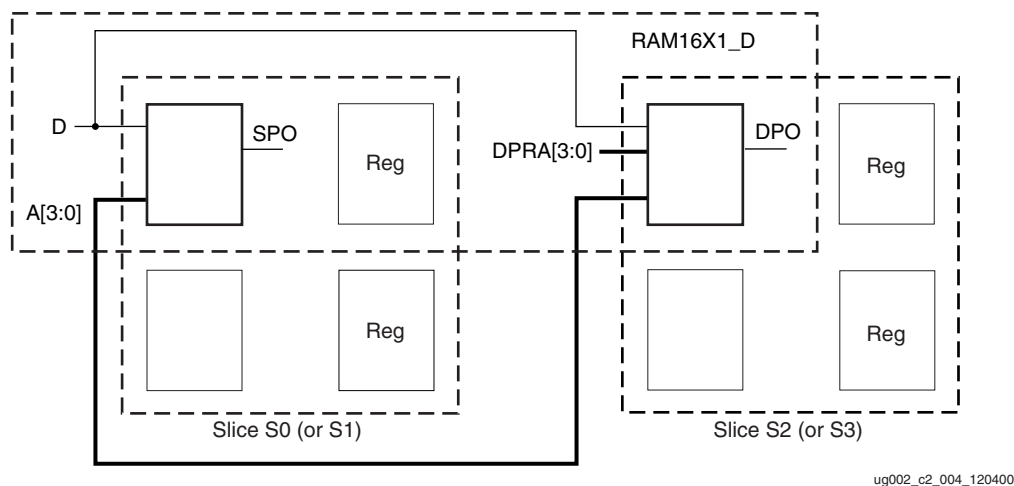 RAM16X1_D
D
SPO
Reg
DPRA[3:0]
DPO
Reg
A[3:0]
Reg
Reg
Slice S0 (or S1)
Slice S2 (or S3)
ug002_c2_004_120400